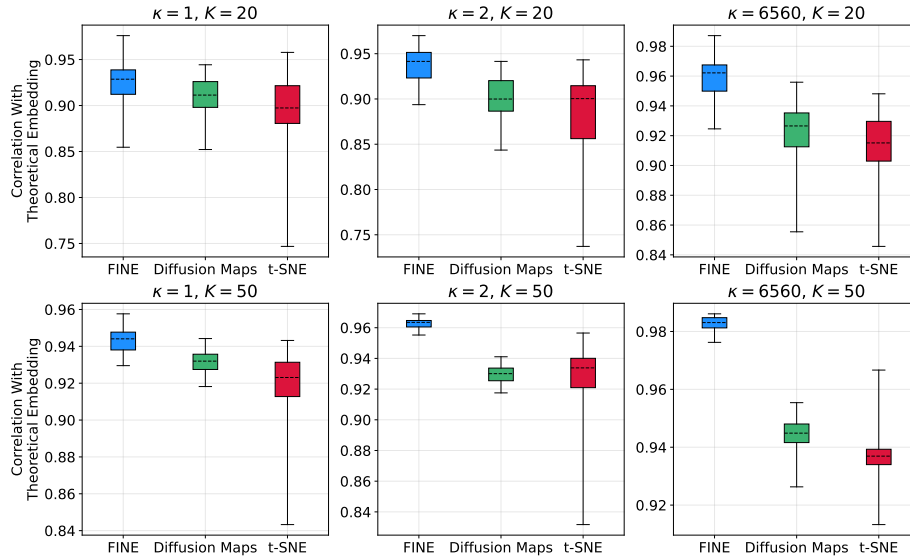 κ = 1, K = 20
Correlation With
Theoretical Embedding
0.95
0.90
0.85
0.80
0.75
FINE Diffusion Maps t-SNE
κ = 2, K = 20
0.95
0.90
0.85
0.80
0.75
FINE Diffusion Maps t-SNE
κ = 6560, K = 20
0.98
0.96
0.94
0.92
0.90
0.88
0.86
0.84
FINE Diffusion Maps t-SNE
κ = 1, K = 50
Correlation With
Theoretical Embedding
0.96
0.94
0.92
0.90
0.88
0.86
0.84
FINE Diffusion Maps t-SNE
κ = 2, K = 50
0.96
0.94
0.92
0.90
0.88
0.86
0.84
FINE Diffusion Maps t-SNE
κ = 6560, K = 50
0.98
0.96
0.94
0.92
FINE Diffusion Maps t-SNE